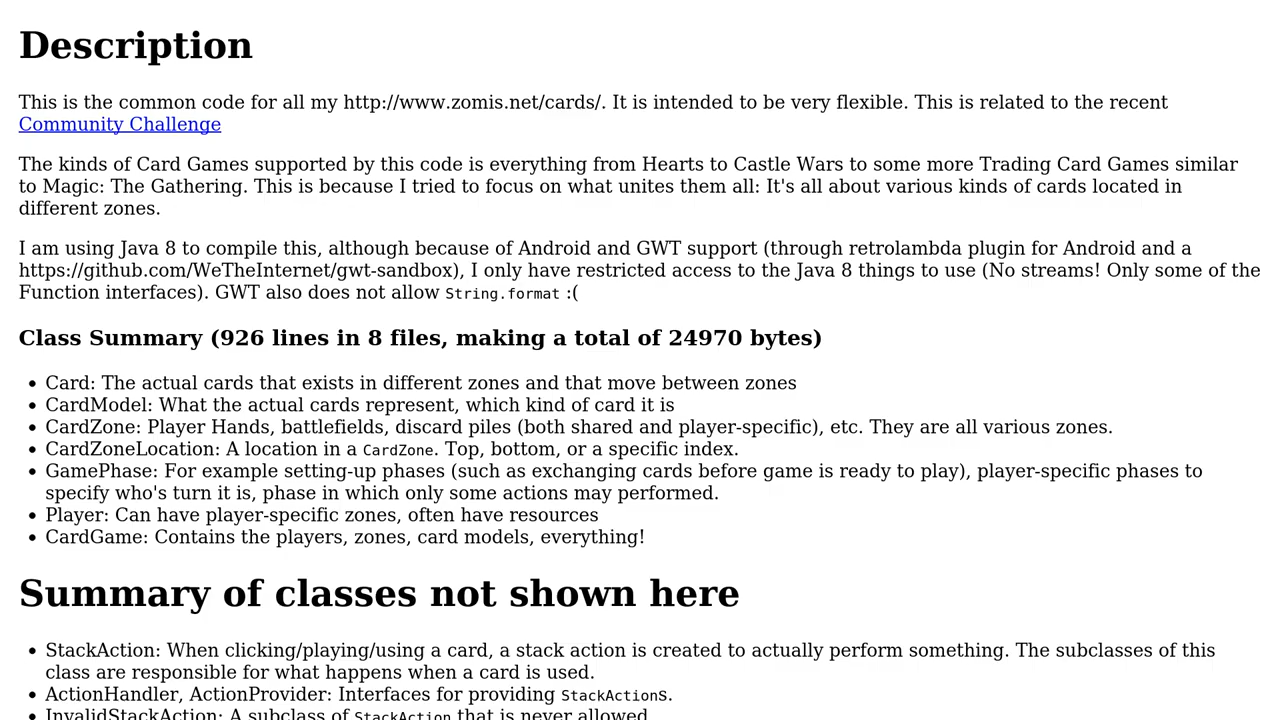 Description
This is the common code for all my http://www.zomis.net/cards/. It is intended to be very flexible. This is related to the recent
Community Challenge
The kinds of Card Games supported by this code is everything from Hearts to Castle Wars to some more Trading Card Games similar
to Magic: The Gathering. This is because I tried to focus on what unites them all: It's all about various kinds of cards located in
different zones.
I am using Java 8 to compile this, although because of Android and GWT support (through retrolambda plugin for Android and a
https://github.com/WeTheInternet/gwt-sandbox), I only have restricted access to the Java 8 things to use (No streams! Only some of the
Function interfaces). GWT also does not allow String.format :(
Class Summary (926 lines in 8 files, making a total of 24970 bytes)
• Card: The actual cards that exists in different zones and that move between zones
• CardModel: What the actual cards represent, which kind of card it is
• CardZone: Player Hands, battlefields, discard piles (both shared and player-specific), etc. They are all various zones.
• CardZoneLocation: A location in a CardZone. Top, bottom, or a specific index.
• GamePhase: For example setting-up phases (such as exchanging cards before game is ready to play), player-specific phases to
specify who's turn it is, phase in which only some actions may performed.
• Player: Can have player-specific zones, often have resources
• CardGame: Contains the players, zones, card models, everything!
Summary of classes not shown here
• StackAction: When clicking/playing/using a card, a stack action is created to actually perform something. The subclasses of this
class are responsible for what happens when a card is used.
• ActionHandler, ActionProvider: Interfaces for providing StackActions.
• InvalidStackAction: A subclass of StackAction that is never allowed